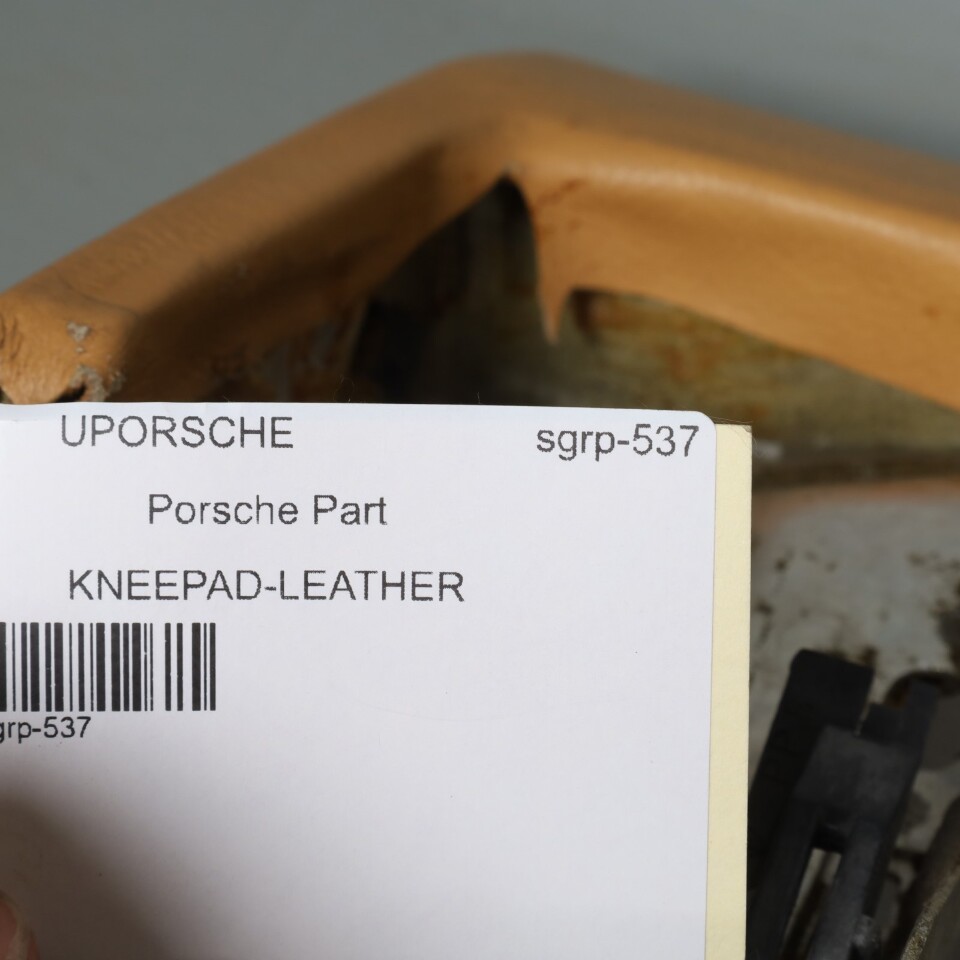 UPORSCHE sgrp-537
Porsche Part
KNEEPAD-LEATHER
grp-537